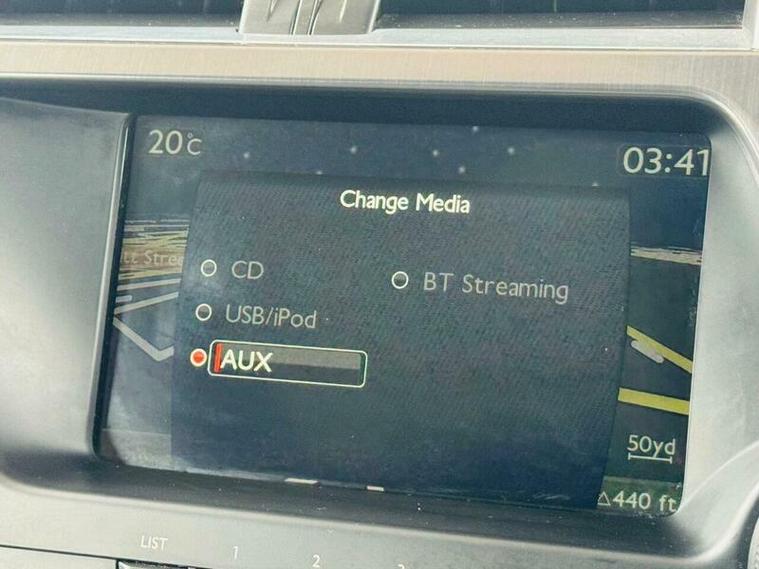 20°C
03:41
Change Media
CD
BT Streaming
USB/iPod
AUX
50yd
△440 ft
LIST
1
2